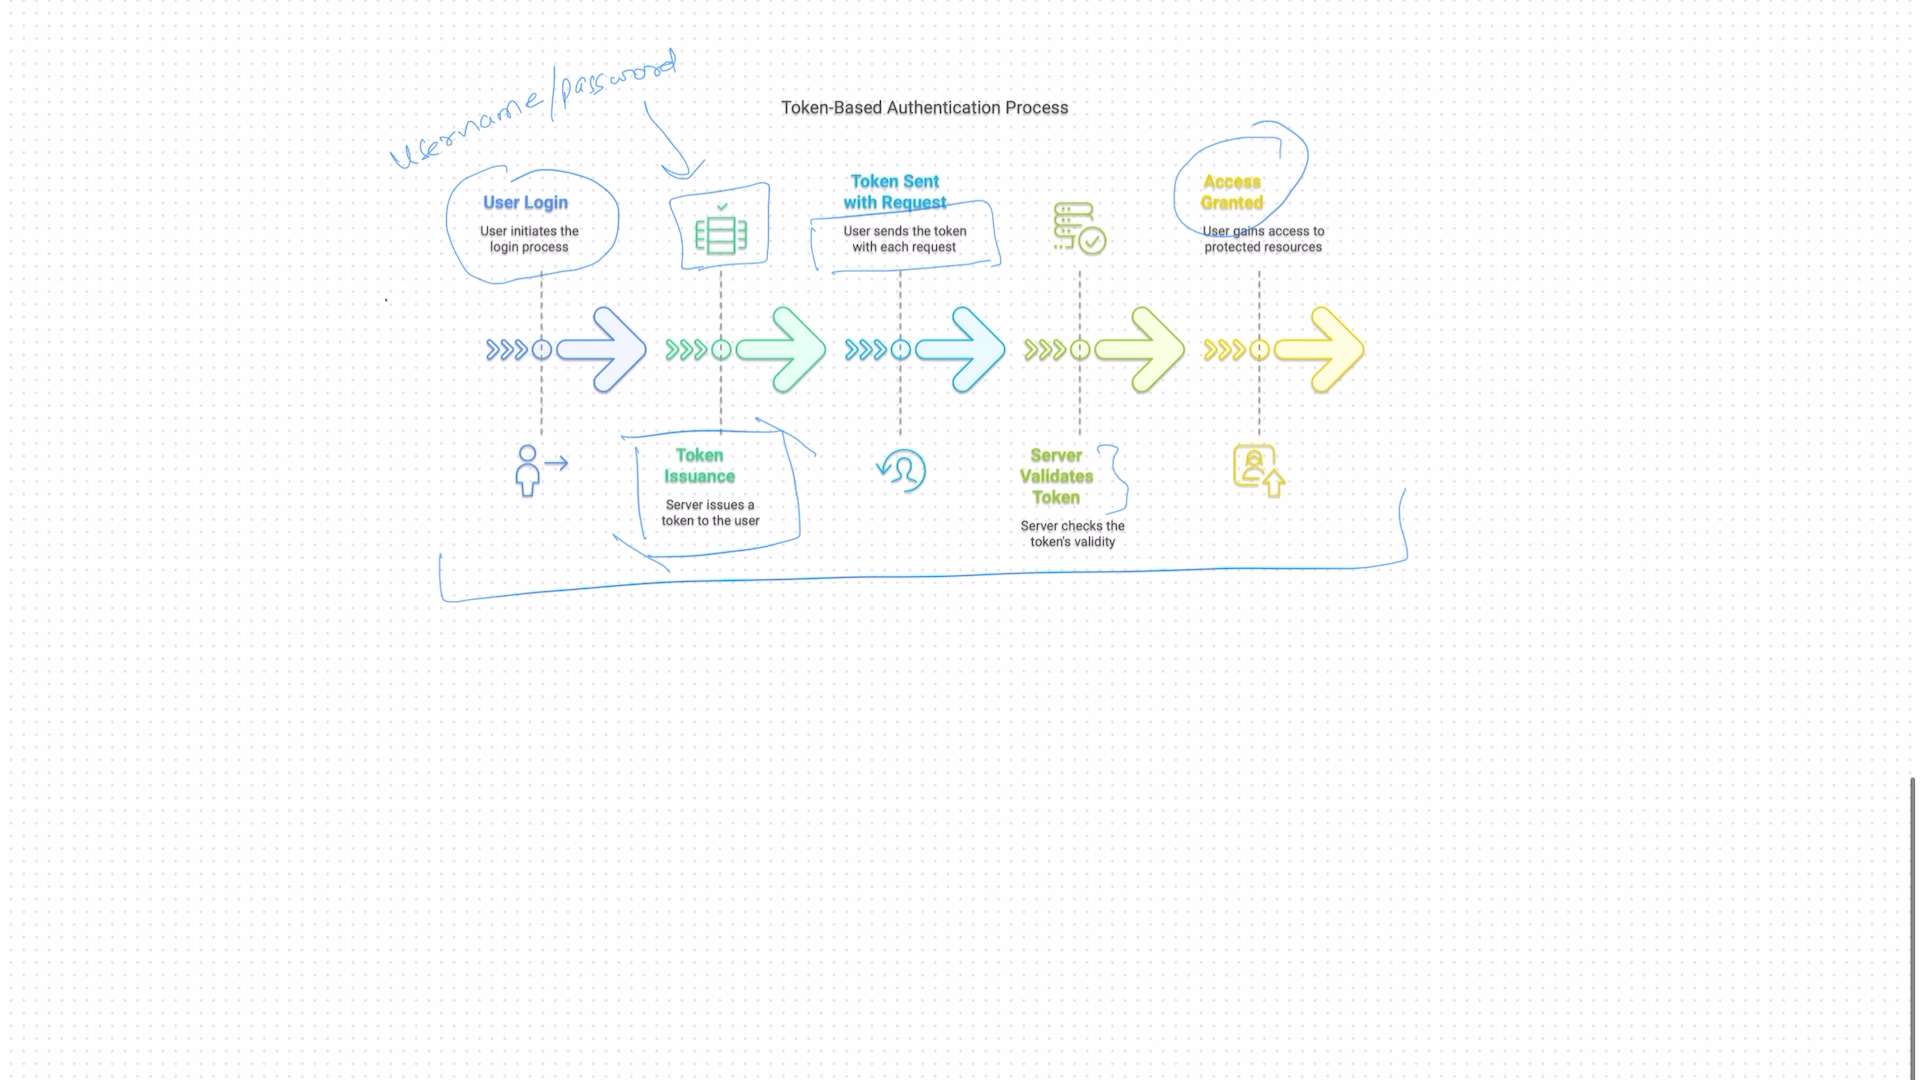 username/password
Token-Based Authentication Process
User Login
User initiates the
login process
Token Sent
with Request
User sends the token
with each request
Access
Granted
User gains access to
protected resources
Token
Issuance
Server issues a
token to the user
Server
Validates
Token
Server checks the
token's validity